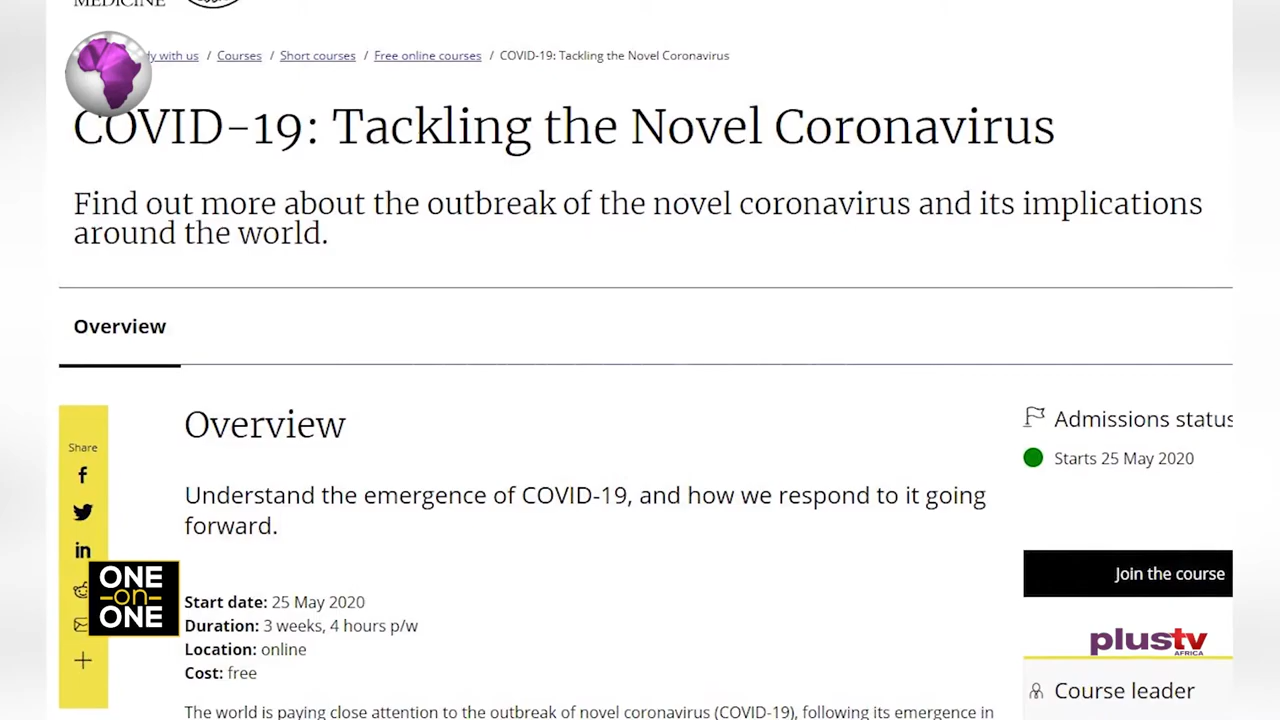 MEDICINE
y with us / Courses / Short courses / Free online courses / COVID-19: Tackling the Novel Coronavirus
COVID-19: Tackling the Novel Coronavirus
Find out more about the outbreak of the novel coronavirus and its implications
around the world.
Overview
Share
in
Overview
Understand the emergence of COVID-19, and how we respond to it going
forward.
Start date: 25 May 2020
Duration: 3 weeks, 4 hours p/w
Location: online
Cost: free
The world is paying close attention to the outbreak of novel coronavirus (COVID-19), following its emergence in
Admissions status
Starts 25 May 2020
Join the course
Course leader
ONE
-on-
ONE
plustv
AFRICA